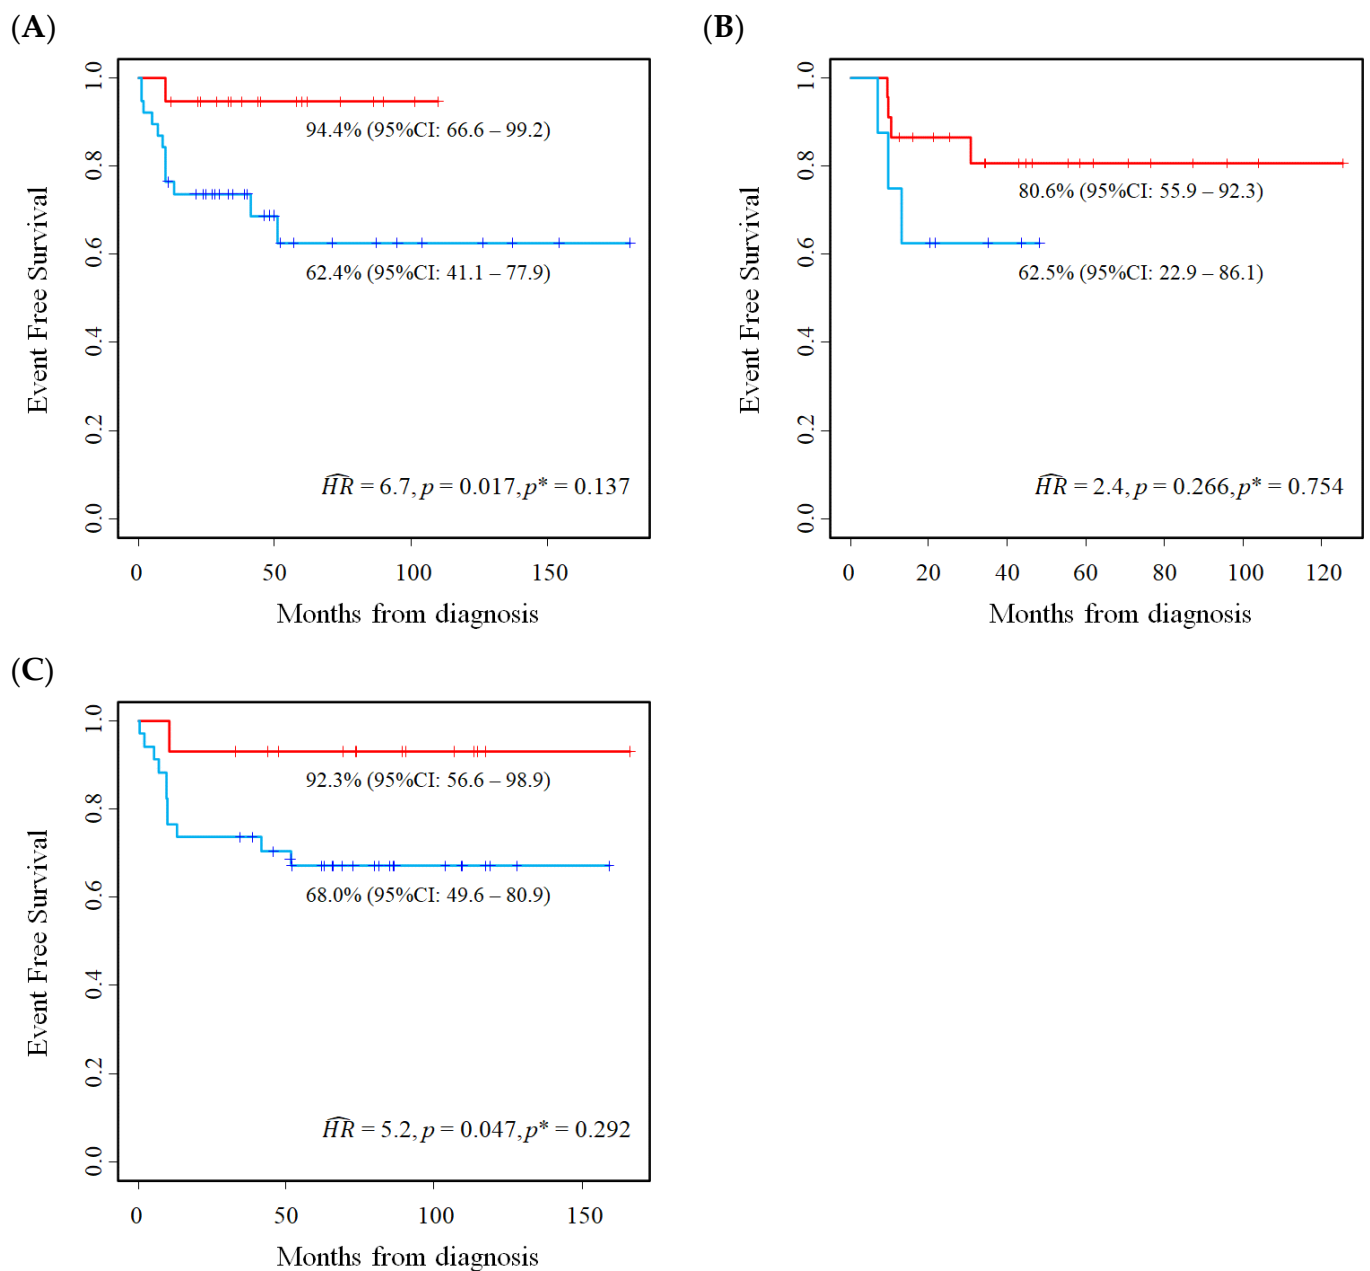 (A)
1.0
0.8
0.6
0.4
0.2
0.0
Event Free Survival
94.4% (95%CI: 66.6 – 99.2)
62.4% (95%CI: 41.1 – 77.9)
H͡R = 6.7, p = 0.017, p* = 0.137
0 50 100 150
Months from diagnosis
(B)
1.0
0.8
0.6
0.4
0.2
0.0
Event Free Survival
80.6% (95%CI: 55.9 – 92.3)
62.5% (95%CI: 22.9 – 86.1)
H͡R = 2.4, p = 0.266, p* = 0.754
0 20 40 60 80 100 120
Months from diagnosis
(C)
1.0
0.8
0.6
0.4
0.2
0.0
Event Free Survival
92.3% (95%CI: 56.6 – 98.9)
68.0% (95%CI: 49.6 – 80.9)
H͡R = 5.2, p = 0.047, p* = 0.292
0 50 100 150
Months from diagnosis